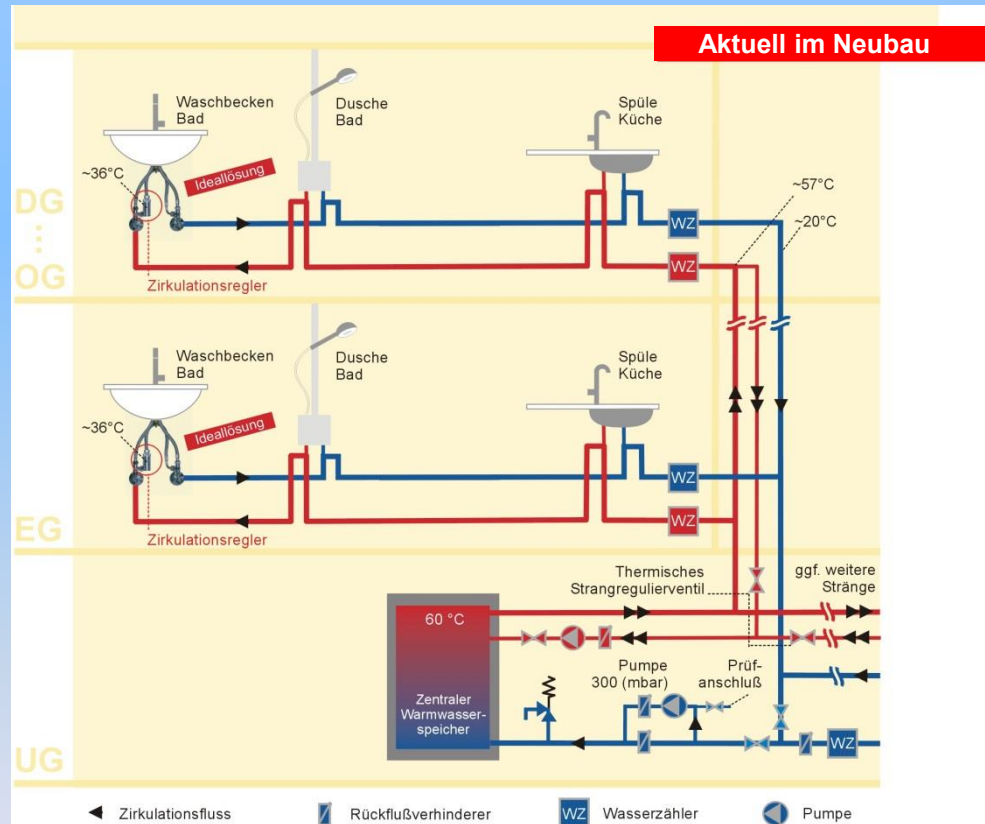 Aktuell im Neubau
Waschbecken
Bad
Dusche
Bad
Spüle
Küche
~36°C
Ideallösung
~57°C
~20°C
DG
OG
WZ
WZ
Zirkulationsregler
Waschbecken
Bad
Dusche
Bad
Spüle
Küche
~36°C
Ideallösung
WZ
EG
WZ
Zirkulationsregler
Thermisches
Strangregulierventil
ggf. weitere
Stränge
60 °C
Pumpe
300 (mbar)
Prüf-
anschluß
Zentraler
Warmwasser-
speicher
WZ
UG
Zirkulationsfluss
Rückflußverhinderer
WZ
Wasserzähler
Pumpe